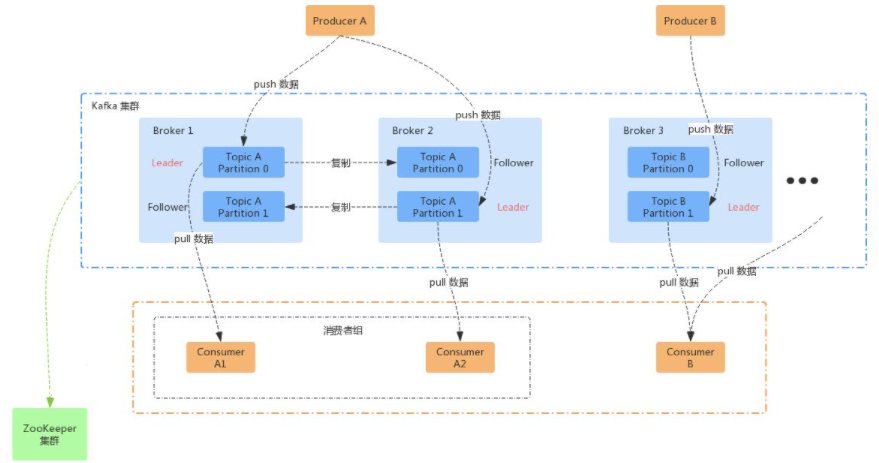 Producer A
Producer B
push 数据
Kafka 集群
push 数据
Broker 1
Broker 2
Broker 3
push 数据
Leader
Topic A
Partition 0
复制
Topic A
Partition 0
Follower
Topic B
Partition 0
Follower
Follower
Topic A
Partition 1
复制
Topic A
Partition 1
Leader
Topic B
Partition 1
Leader
pull 数据
pull 数据
pull 数据
pull 数据
消费者组
Consumer
A1
Consumer
A2
Consumer
B
ZooKeeper
集群